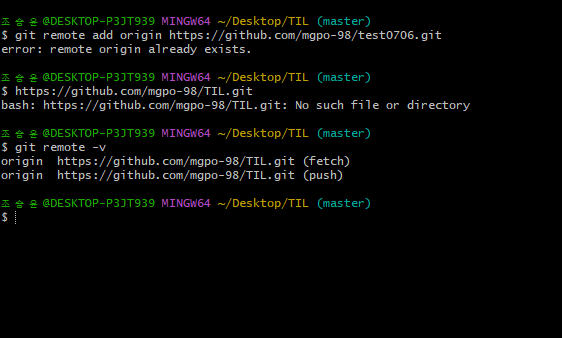 조승운@DESKTOP-P3JT939 MINGW64 ~/Desktop/TIL (master)
$ git remote add origin https://github.com/mgpo-98/test0706.git
error: remote origin already exists.
조승운@DESKTOP-P3JT939 MINGW64 ~/Desktop/TIL (master)
$ https://github.com/mgpo-98/TIL.git
bash: https://github.com/mgpo-98/TIL.git: No such file or directory
조승운@DESKTOP-P3JT939 MINGW64 ~/Desktop/TIL (master)
$ git remote -v
origin  https://github.com/mgpo-98/TIL.git (fetch)
origin  https://github.com/mgpo-98/TIL.git (push)
조승운@DESKTOP-P3JT939 MINGW64 ~/Desktop/TIL (master)
$